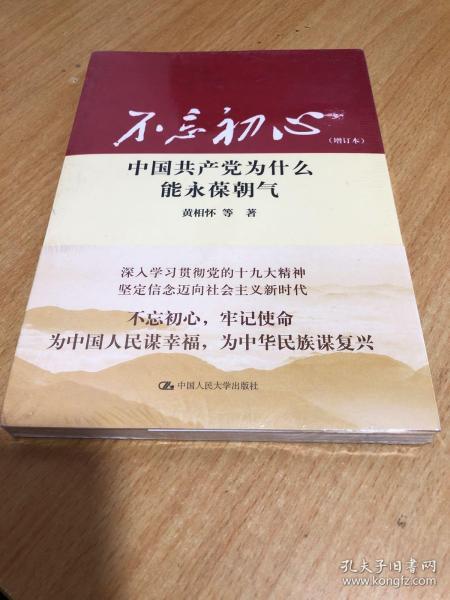 不忘初心
(增订本)
中国共产党为什么
能永葆朝气
黄相怀 等 著
深入学习贯彻党的十九大精神
坚定信念迈向社会主义新时代
不忘初心，牢记使命
为中国人民谋幸福，为中华民族谋复兴
中国人民大学出版社
孔夫子旧书网
www.kongfz.com